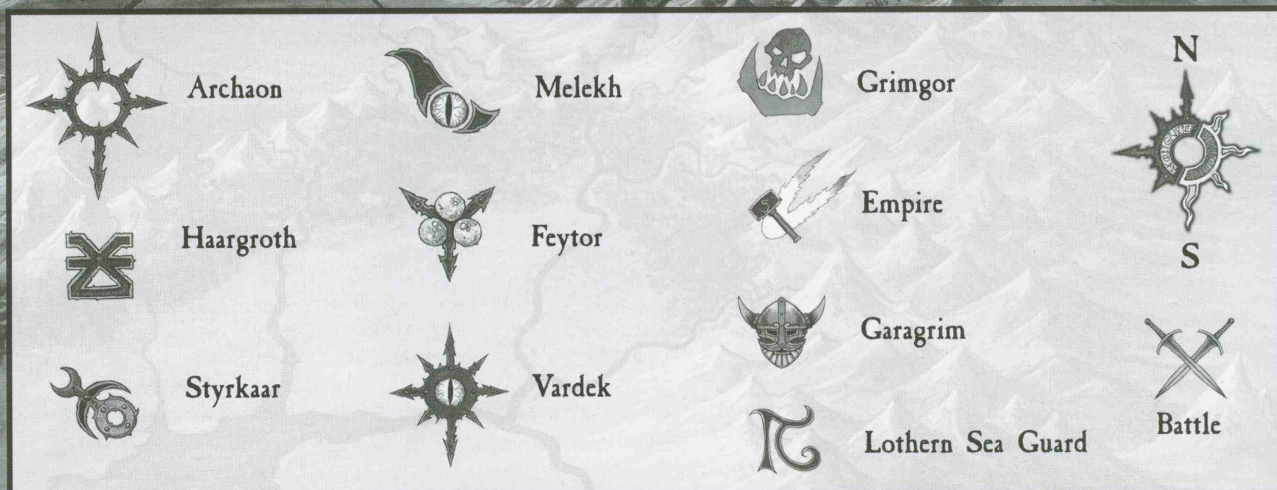 Archaon
Haargroth
Styrkaar
Melekh
Feytor
Vardek
Grimgor
Empire
Garagrim
Lothern Sea Guard
N
S
Battle